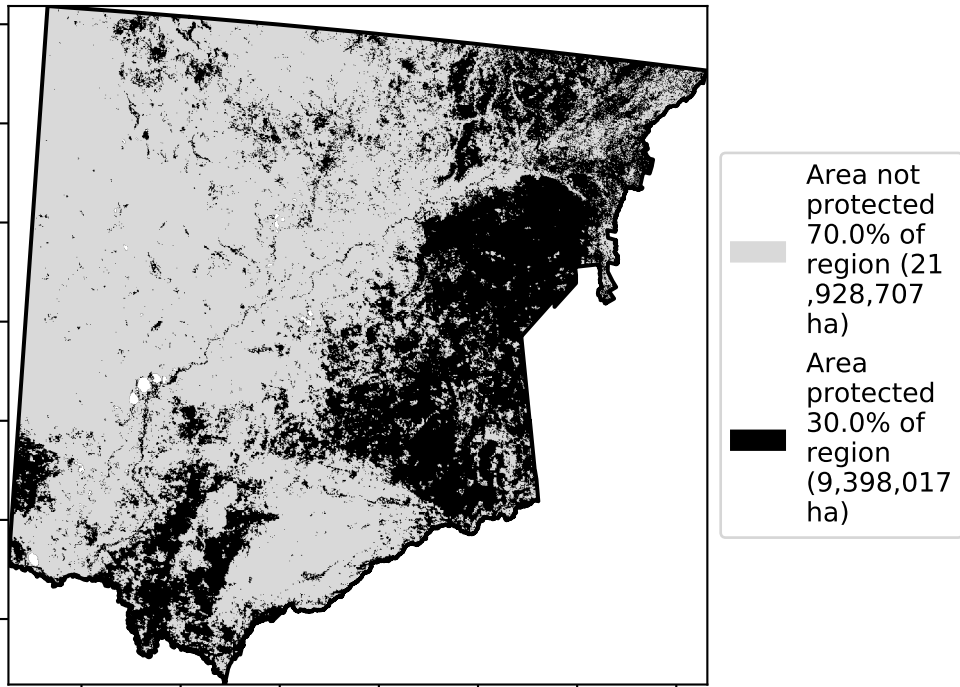 Area not
protected
70.0% of
region (21
,928,707
ha)
Area
protected
30.0% of
region
(9,398,017
ha)